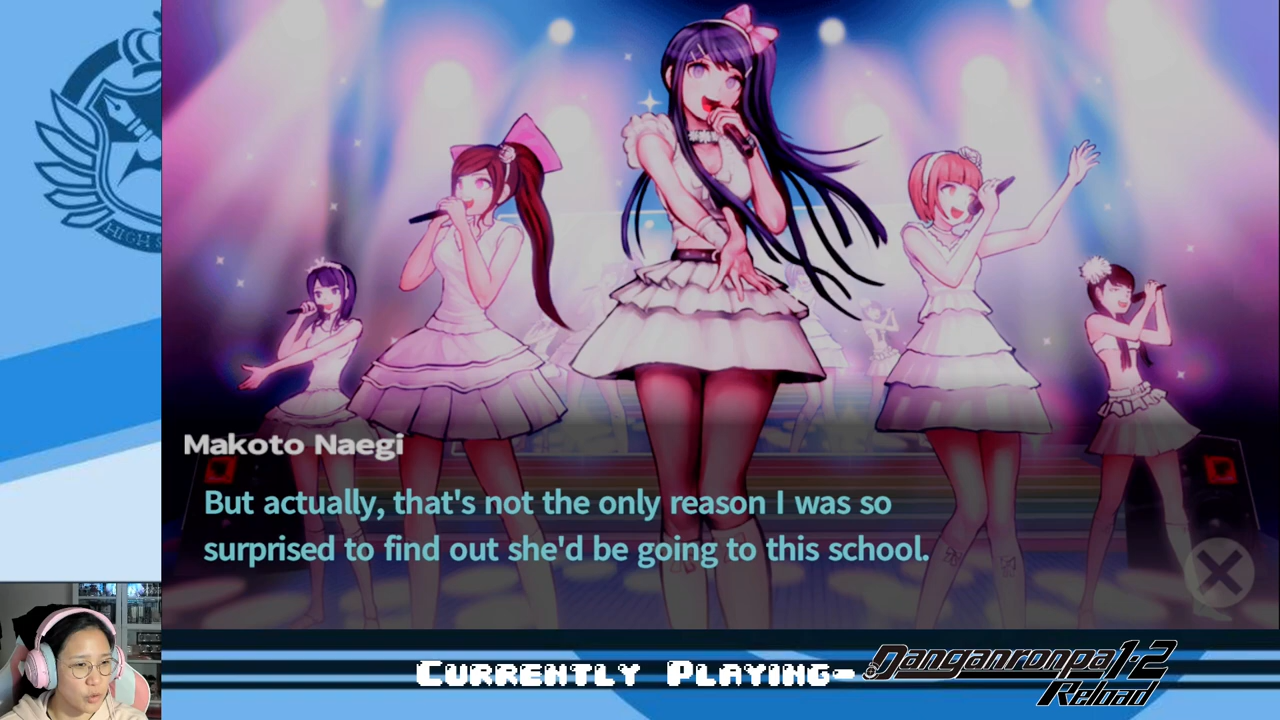 HIGH S
Makoto Naegi
But actually, that's not the only reason I was so
surprised to find out she'd be going to this school.
Currently Playing-
Danganronpa 1·2
Reload